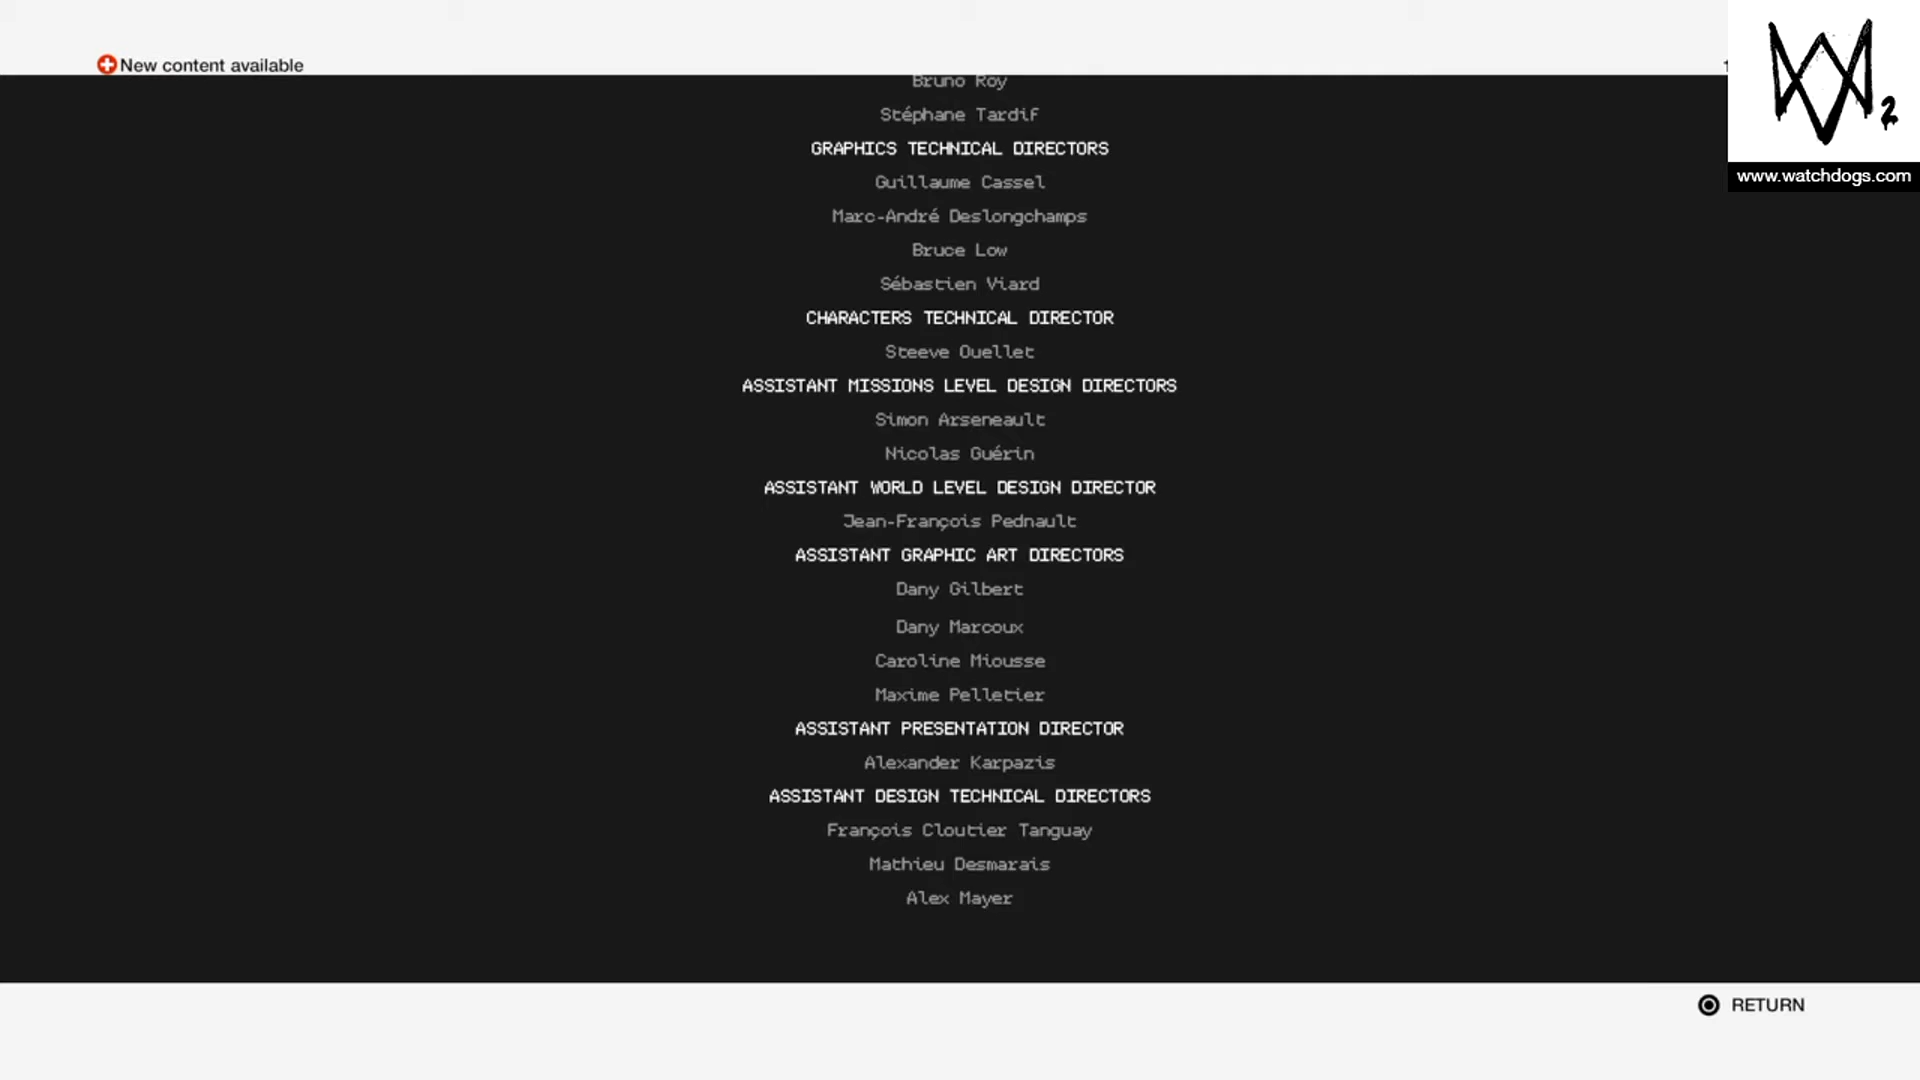 New content available
Bruno Roy
Stéphane Tardif
GRAPHICS TECHNICAL DIRECTORS
Guillaume Cassel
Marc-André Deslongchamps
Bruce Low
Sébastien Viard
CHARACTERS TECHNICAL DIRECTOR
Steeve Ouellet
ASSISTANT MISSIONS LEVEL DESIGN DIRECTORS
Simon Arseneault
Nicolas Guérin
ASSISTANT WORLD LEVEL DESIGN DIRECTOR
Jean-François Pednault
ASSISTANT GRAPHIC ART DIRECTORS
Dany Gilbert
Dany Marcoux
Caroline Miousse
Maxime Pelletier
ASSISTANT PRESENTATION DIRECTOR
Alexander Karpazis
ASSISTANT DESIGN TECHNICAL DIRECTORS
François Cloutier Tanguay
Mathieu Desmarais
Alex Mayer
2
www.watchdogs.com
RETURN